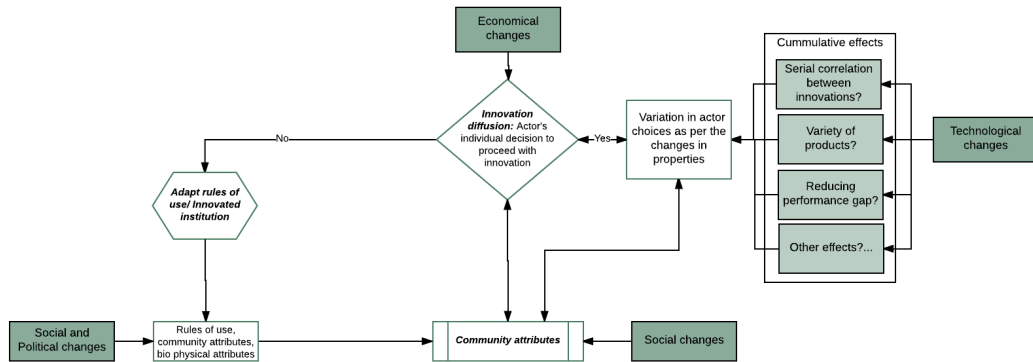 Economical
changes
Cummulative effects
Serial correlation
between
innovations?
Innovation
diffusion: Actor's
individual decision to
proceed with
innovation
No
Yes
Variation in actor
choices as per the
changes in
properties
Variety of
products?
Technological
changes
Adapt rules of
use/ Innovated
institution
Reducing
performance gap?
Other effects?...
Social and
Political changes
Rules of use,
community attributes,
bio physical attributes
Community attributes
Social changes